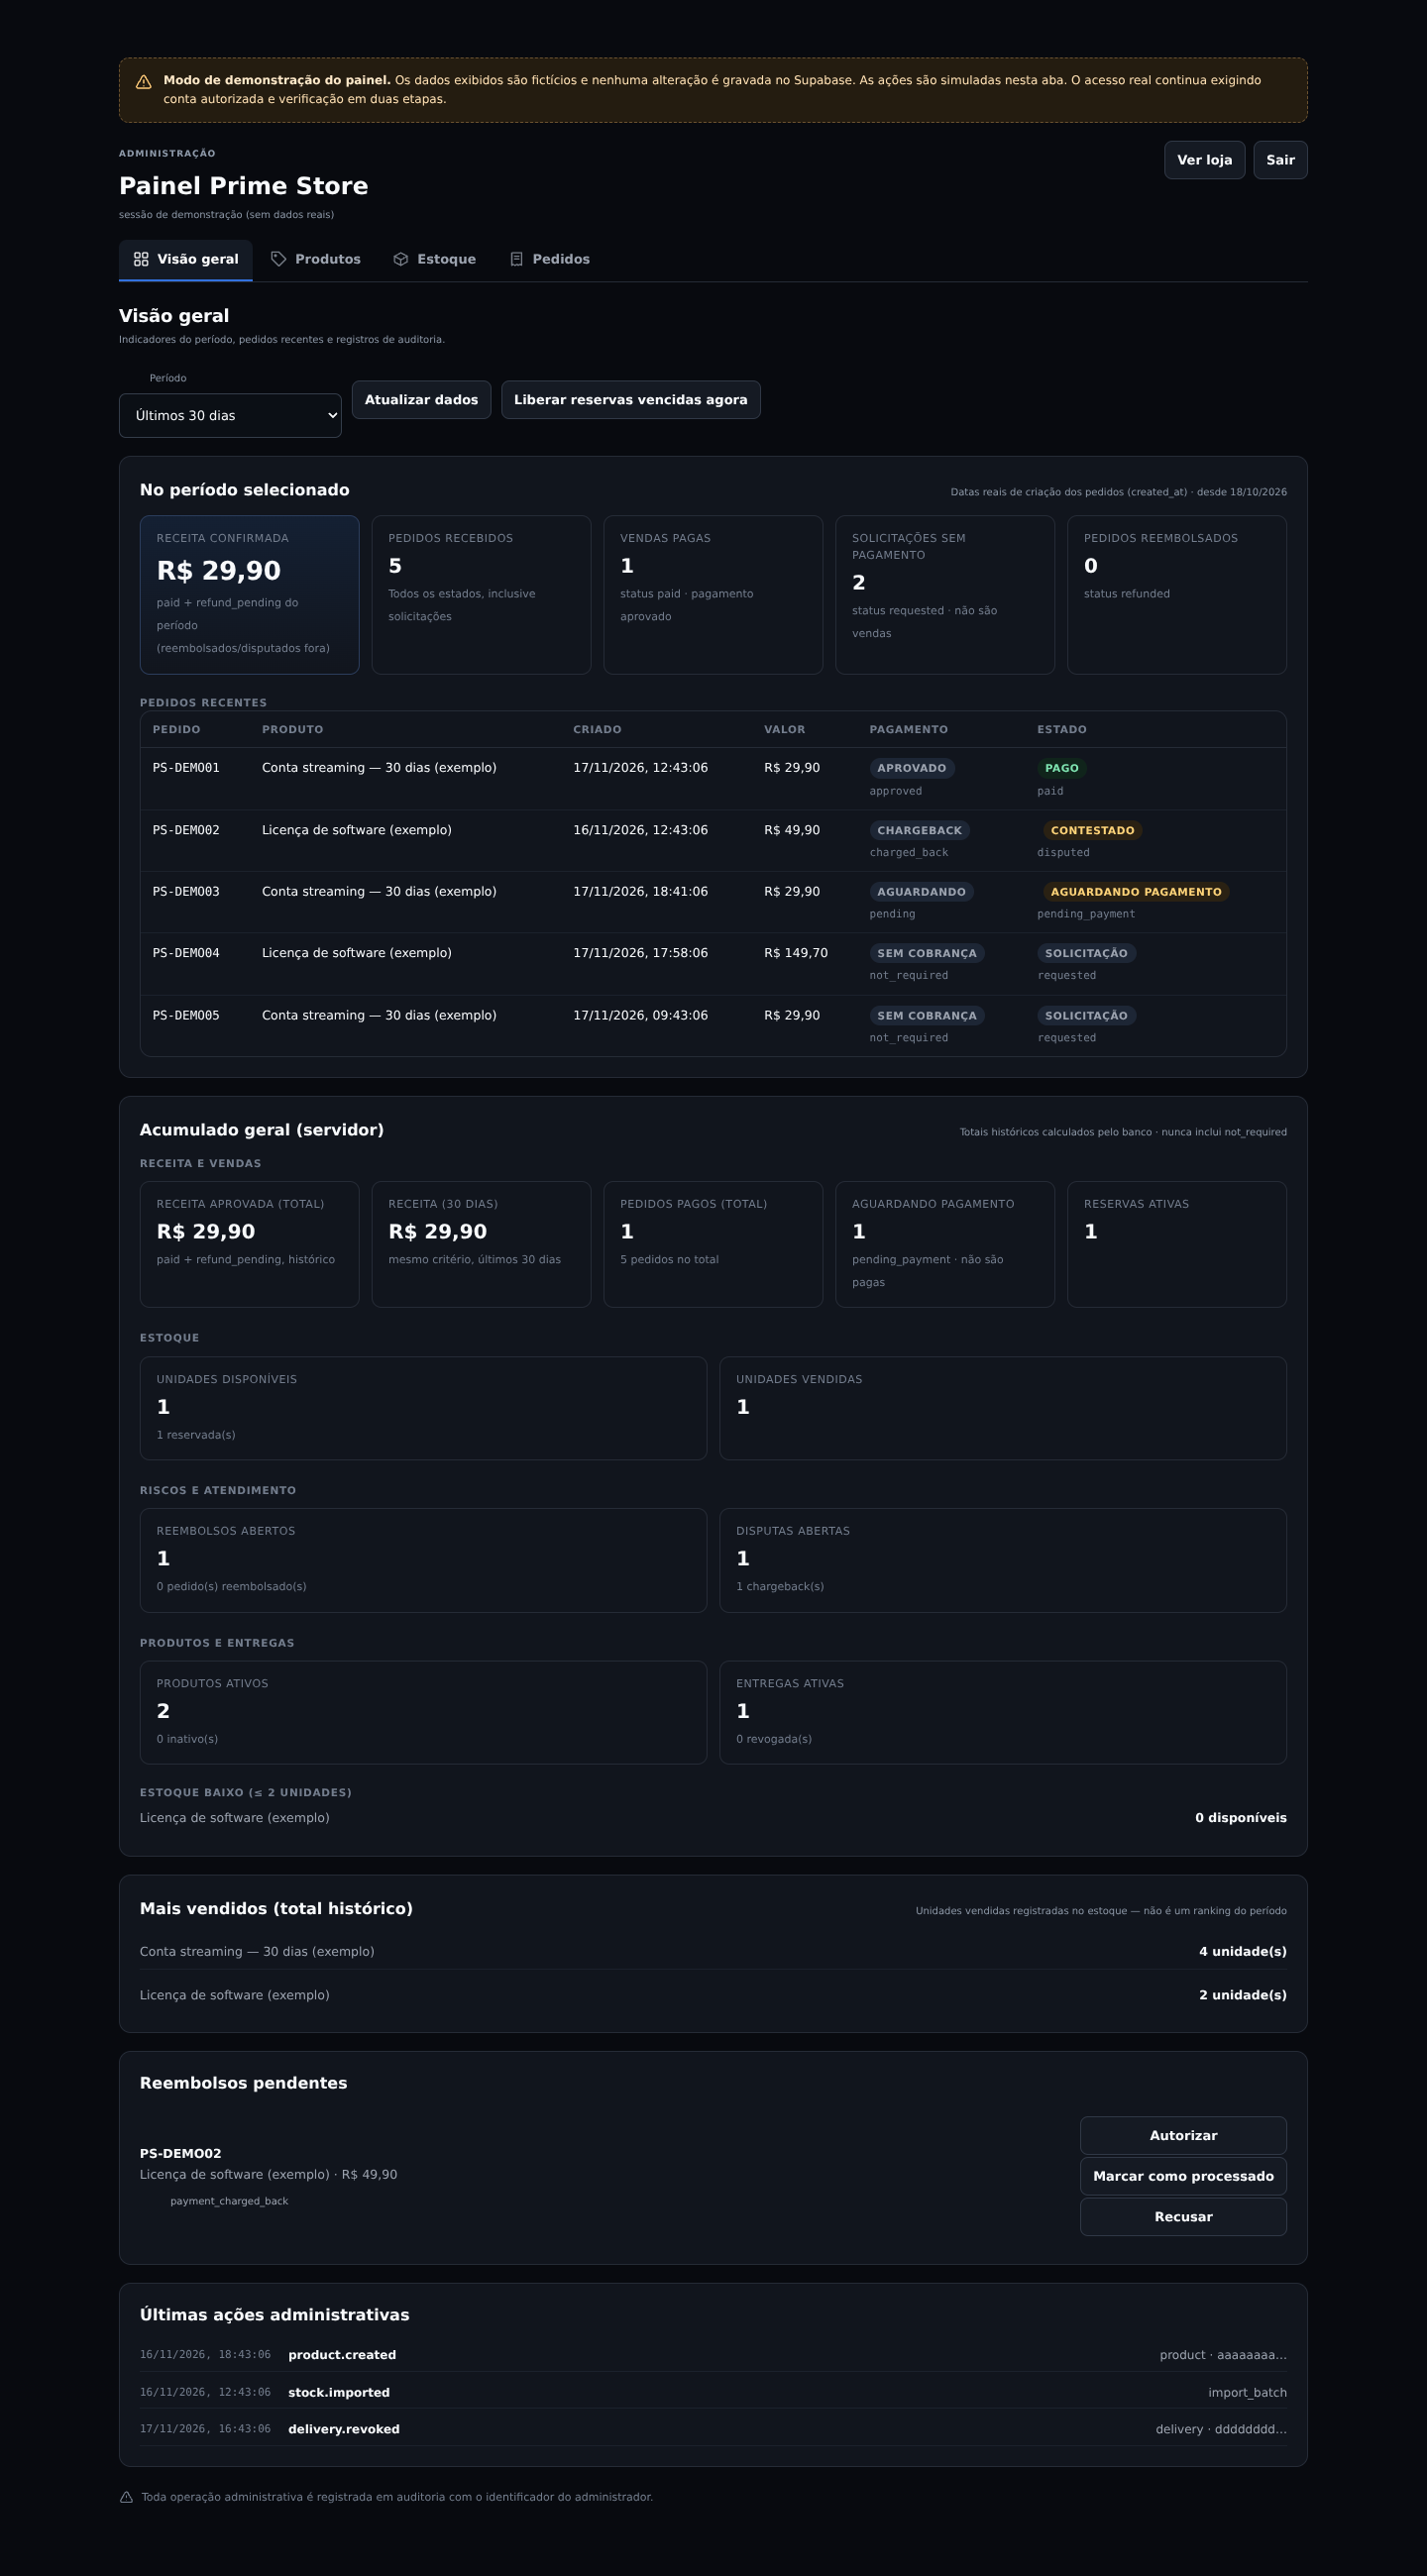 Modo de demonstração do painel. Os dados exibidos são fictícios e nenhuma alteração é gravada no Supabase. As ações são simuladas nesta aba. O acesso real continua exigindo
conta autorizada e verificação em duas etapas.
ADMINISTRAÇÃO
Painel Prime Store
sessão de demonstração (sem dados reais)
Ver loja
Sair
Visão geral
Produtos
Estoque
Pedidos
Visão geral
Indicadores do período, pedidos recentes e registros de auditoria.
Período
Últimos 30 dias
Atualizar dados
Liberar reservas vencidas agora
No período selecionado
Datas reais de criação dos pedidos (created_at) · desde 18/10/2026
RECEITA CONFIRMADA
R$ 29,90
paid + refund_pending do
período
(reembolsados/disputados fora)
PEDIDOS RECEBIDOS
5
Todos os estados, inclusive
solicitações
VENDAS PAGAS
1
status paid · pagamento
aprovado
SOLICITAÇÕES SEM
PAGAMENTO
2
status requested · não são
vendas
PEDIDOS REEMBOLSADOS
0
status refunded
PEDIDOS RECENTES
PEDIDO PRODUTO CRIADO VALOR PAGAMENTO ESTADO
PS-DEMO01 Conta streaming — 30 dias (exemplo) 17/11/2026, 12:43:06 R$ 29,90 APROVADO PAGO
approved paid
PS-DEMO02 Licença de software (exemplo) 16/11/2026, 12:43:06 R$ 49,90 CHARGEBACK CONTESTADO
charged_back disputed
PS-DEMO03 Conta streaming — 30 dias (exemplo) 17/11/2026, 18:41:06 R$ 29,90 AGUARDANDO AGUARDANDO PAGAMENTO
pending pending_payment
PS-DEMO04 Licença de software (exemplo) 17/11/2026, 17:58:06 R$ 149,70 SEM COBRANÇA SOLICITAÇÃO
not_required requested
PS-DEMO05 Conta streaming — 30 dias (exemplo) 17/11/2026, 09:43:06 R$ 29,90 SEM COBRANÇA SOLICITAÇÃO
not_required requested
Acumulado geral (servidor)
Totais históricos calculados pelo banco · nunca inclui not_required
RECEITA E VENDAS
RECEITA APROVADA (TOTAL)
R$ 29,90
paid + refund_pending, histórico
RECEITA (30 DIAS)
R$ 29,90
mesmo critério, últimos 30 dias
PEDIDOS PAGOS (TOTAL)
1
5 pedidos no total
AGUARDANDO PAGAMENTO
1
pending_payment · não são
pagas
RESERVAS ATIVAS
1
ESTOQUE
UNIDADES DISPONÍVEIS
1
1 reservada(s)
UNIDADES VENDIDAS
1
RISCOS E ATENDIMENTO
REEMBOLSOS ABERTOS
1
0 pedido(s) reembolsado(s)
DISPUTAS ABERTAS
1
1 chargeback(s)
PRODUTOS E ENTREGAS
PRODUTOS ATIVOS
2
0 inativo(s)
ENTREGAS ATIVAS
1
0 revogada(s)
ESTOQUE BAIXO (≤ 2 UNIDADES)
Licença de software (exemplo) 0 disponíveis
Mais vendidos (total histórico)
Unidades vendidas registradas no estoque — não é um ranking do período
Conta streaming — 30 dias (exemplo) 4 unidade(s)
Licença de software (exemplo) 2 unidade(s)
Reembolsos pendentes
PS-DEMO02
Licença de software (exemplo) · R$ 49,90
payment_charged_back
Autorizar
Marcar como processado
Recusar
Últimas ações administrativas
16/11/2026, 18:43:06 product.created product · aaaaaaaa…
16/11/2026, 12:43:06 stock.imported import_batch
17/11/2026, 16:43:06 delivery.revoked delivery · dddddddd…
Toda operação administrativa é registrada em auditoria com o identificador do administrador.